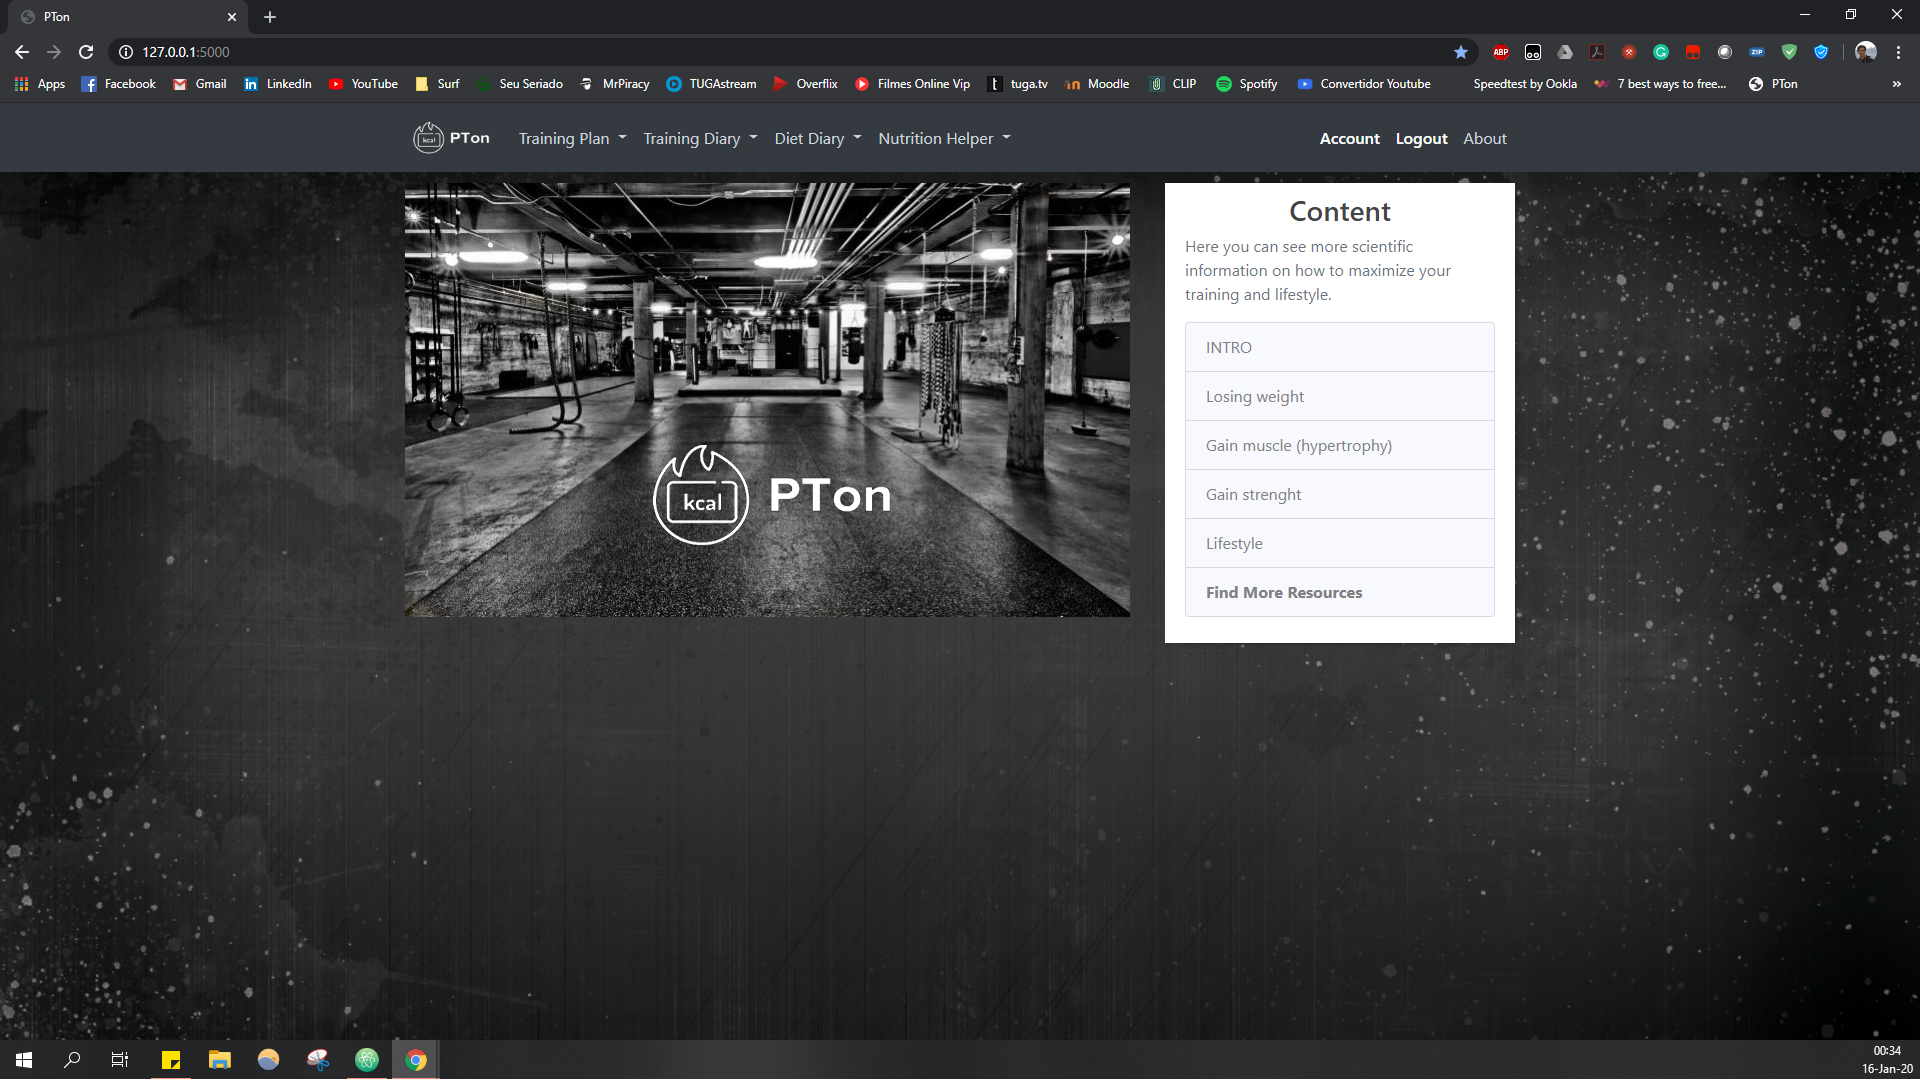 PTon
127.0.0.1:5000
ABP
ZIP
Apps
Facebook
Gmail
LinkedIn
YouTube
Surf
Seu Seriado
MrPiracy
TUGAstream
Overflix
Filmes Online Vip
tuga.tv
Moodle
CLIP
Spotify
Convertidor Youtube
Speedtest by Ookla
7 best ways to free...
PTon
kcal PTon
Training Plan
Training Diary
Diet Diary
Nutrition Helper
Account
Logout
About
kcal
PTon
Content
Here you can see more scientific
information on how to maximize your
training and lifestyle.
INTRO
Losing weight
Gain muscle (hypertrophy)
Gain strenght
Lifestyle
Find More Resources
00:34
16-Jan-20